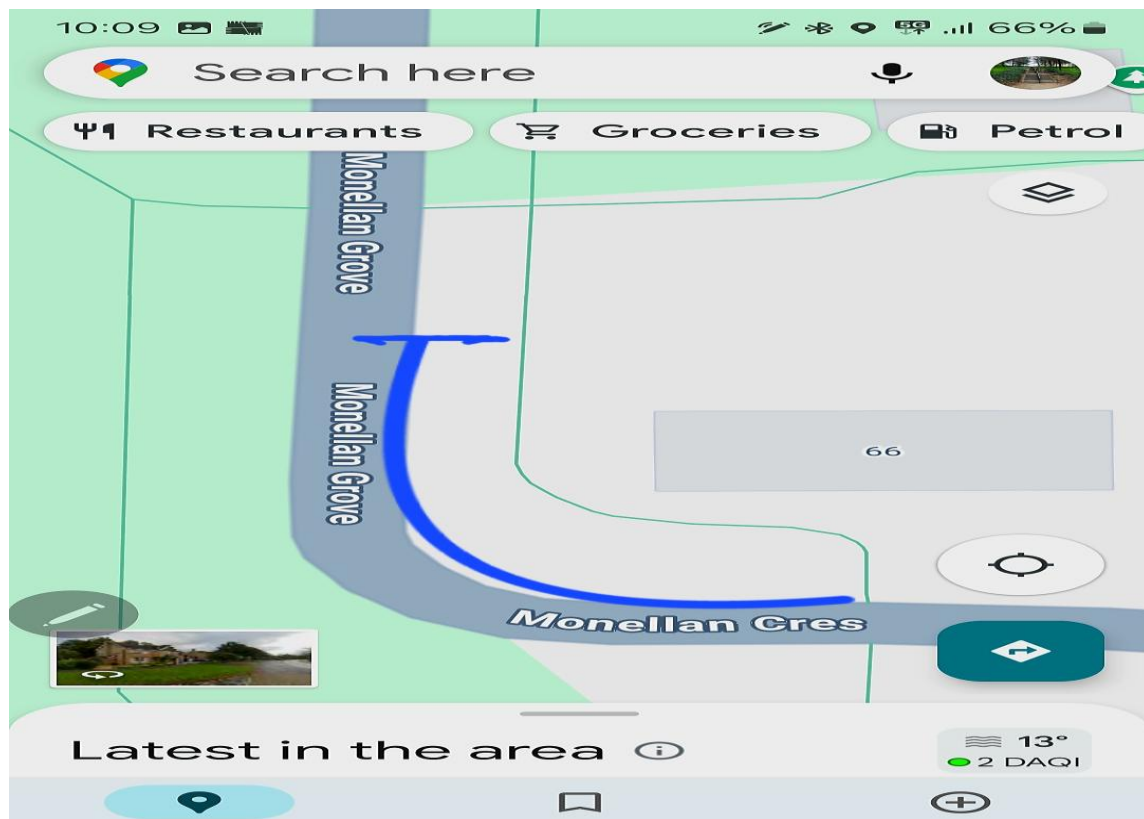 10:09 5G 66%
Search here
Restaurants Groceries Petrol
Monellan Grove
Monellan Grove
66
Monellan Cres
Latest in the area
13°
2 DAQI